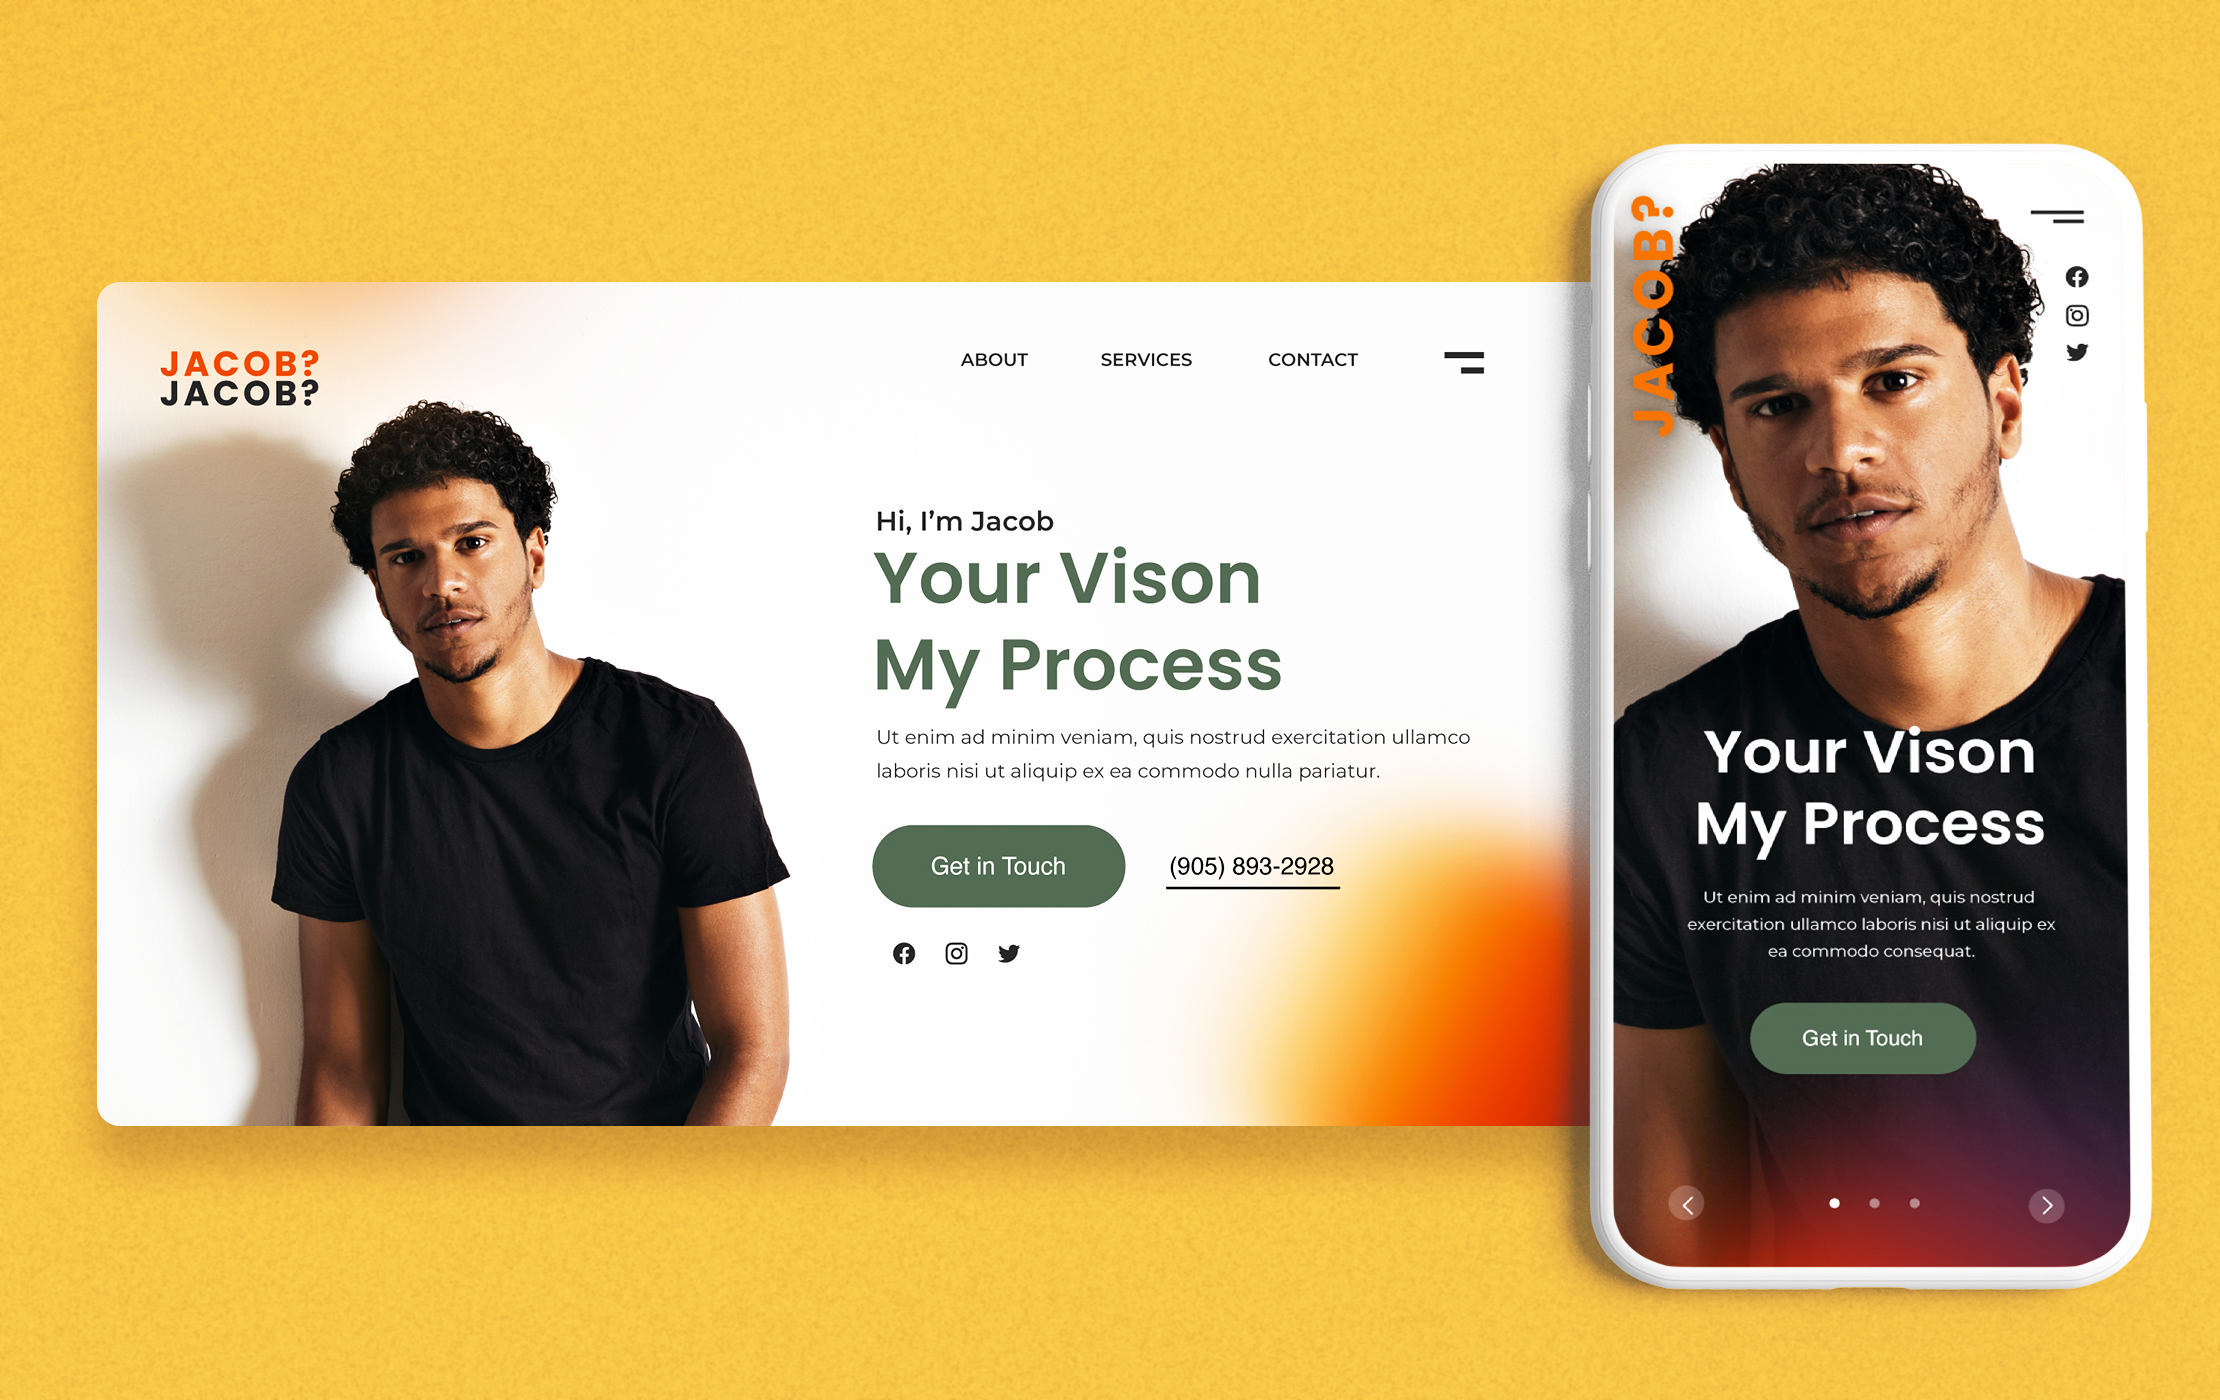 JACOB?
JACOB?
ABOUT
SERVICES
CONTACT
Hi, I’m Jacob
Your Vison
My Process
Ut enim ad minim veniam, quis nostrud exercitation ullamco
laboris nisi ut aliquip ex ea commodo nulla pariatur.
Get in Touch
(905) 893-2928
JACOB?
Your Vison
My Process
Ut enim ad minim veniam, quis nostrud
exercitation ullamco laboris nisi ut aliquip ex
ea commodo consequat.
Get in Touch